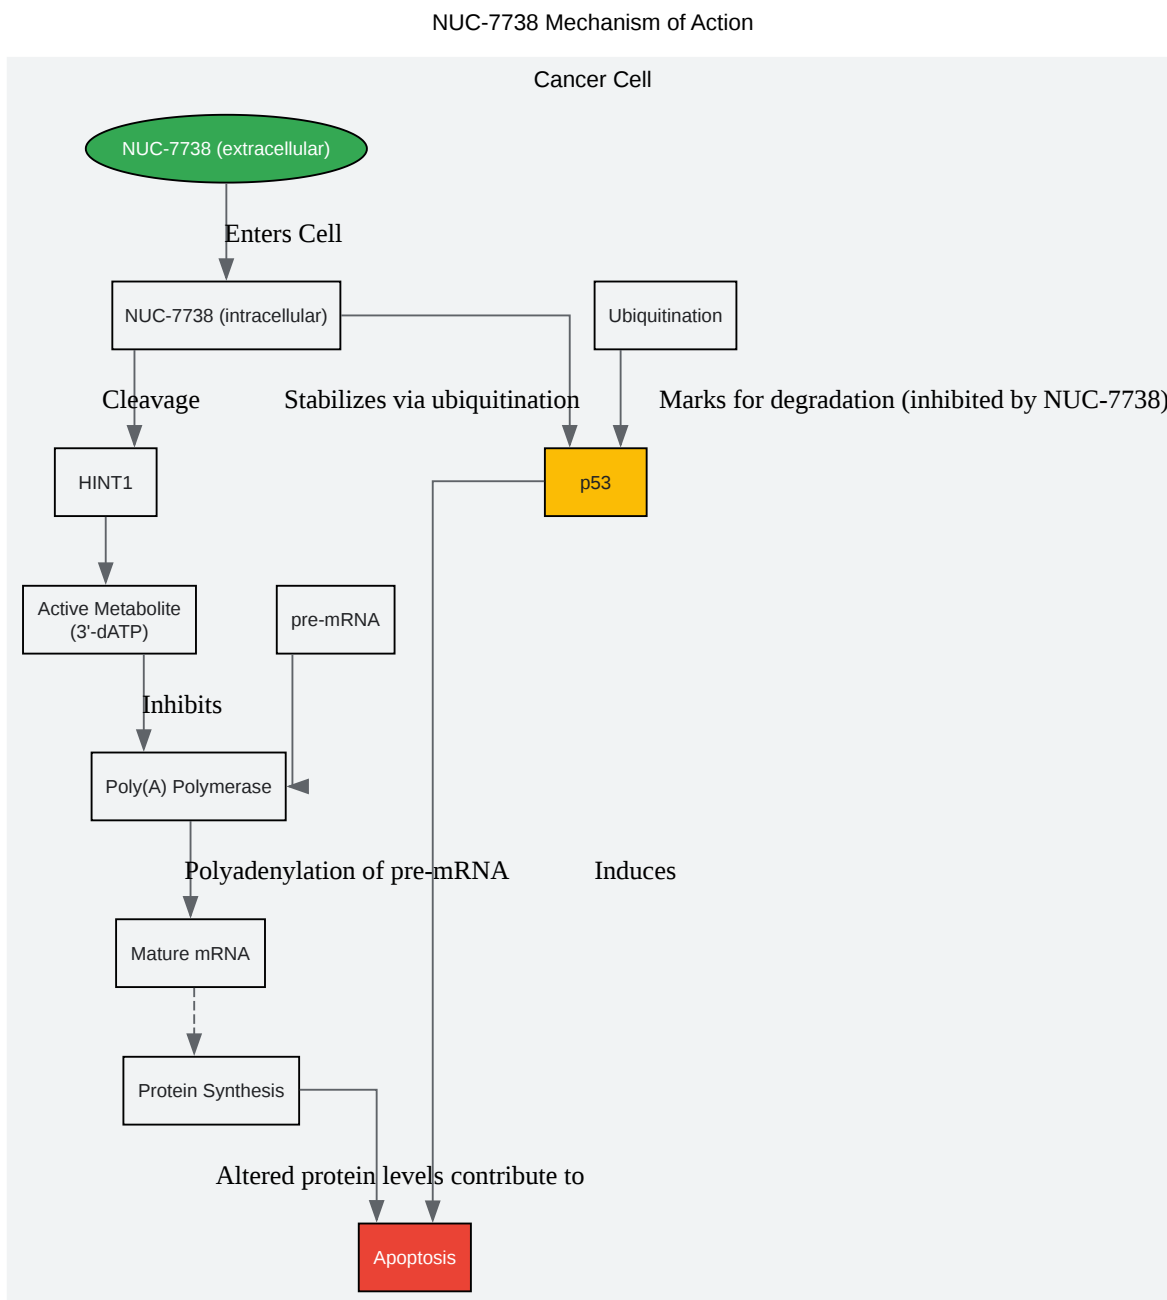 NUC-7738 Mechanism of Action
Cancer Cell
NUC-7738 (extracellular)
Enters Cell
NUC-7738 (intracellular)
Ubiquitination
Cleavage
Stabilizes via ubiquitination
Marks for degradation (inhibited by NUC-7738)
HINT1
p53
Active Metabolite
(3'-dATP)
pre-mRNA
Inhibits
Poly(A) Polymerase
Polyadenylation of pre-mRNA
Induces
Mature mRNA
Protein Synthesis
Altered protein levels contribute to
Apoptosis